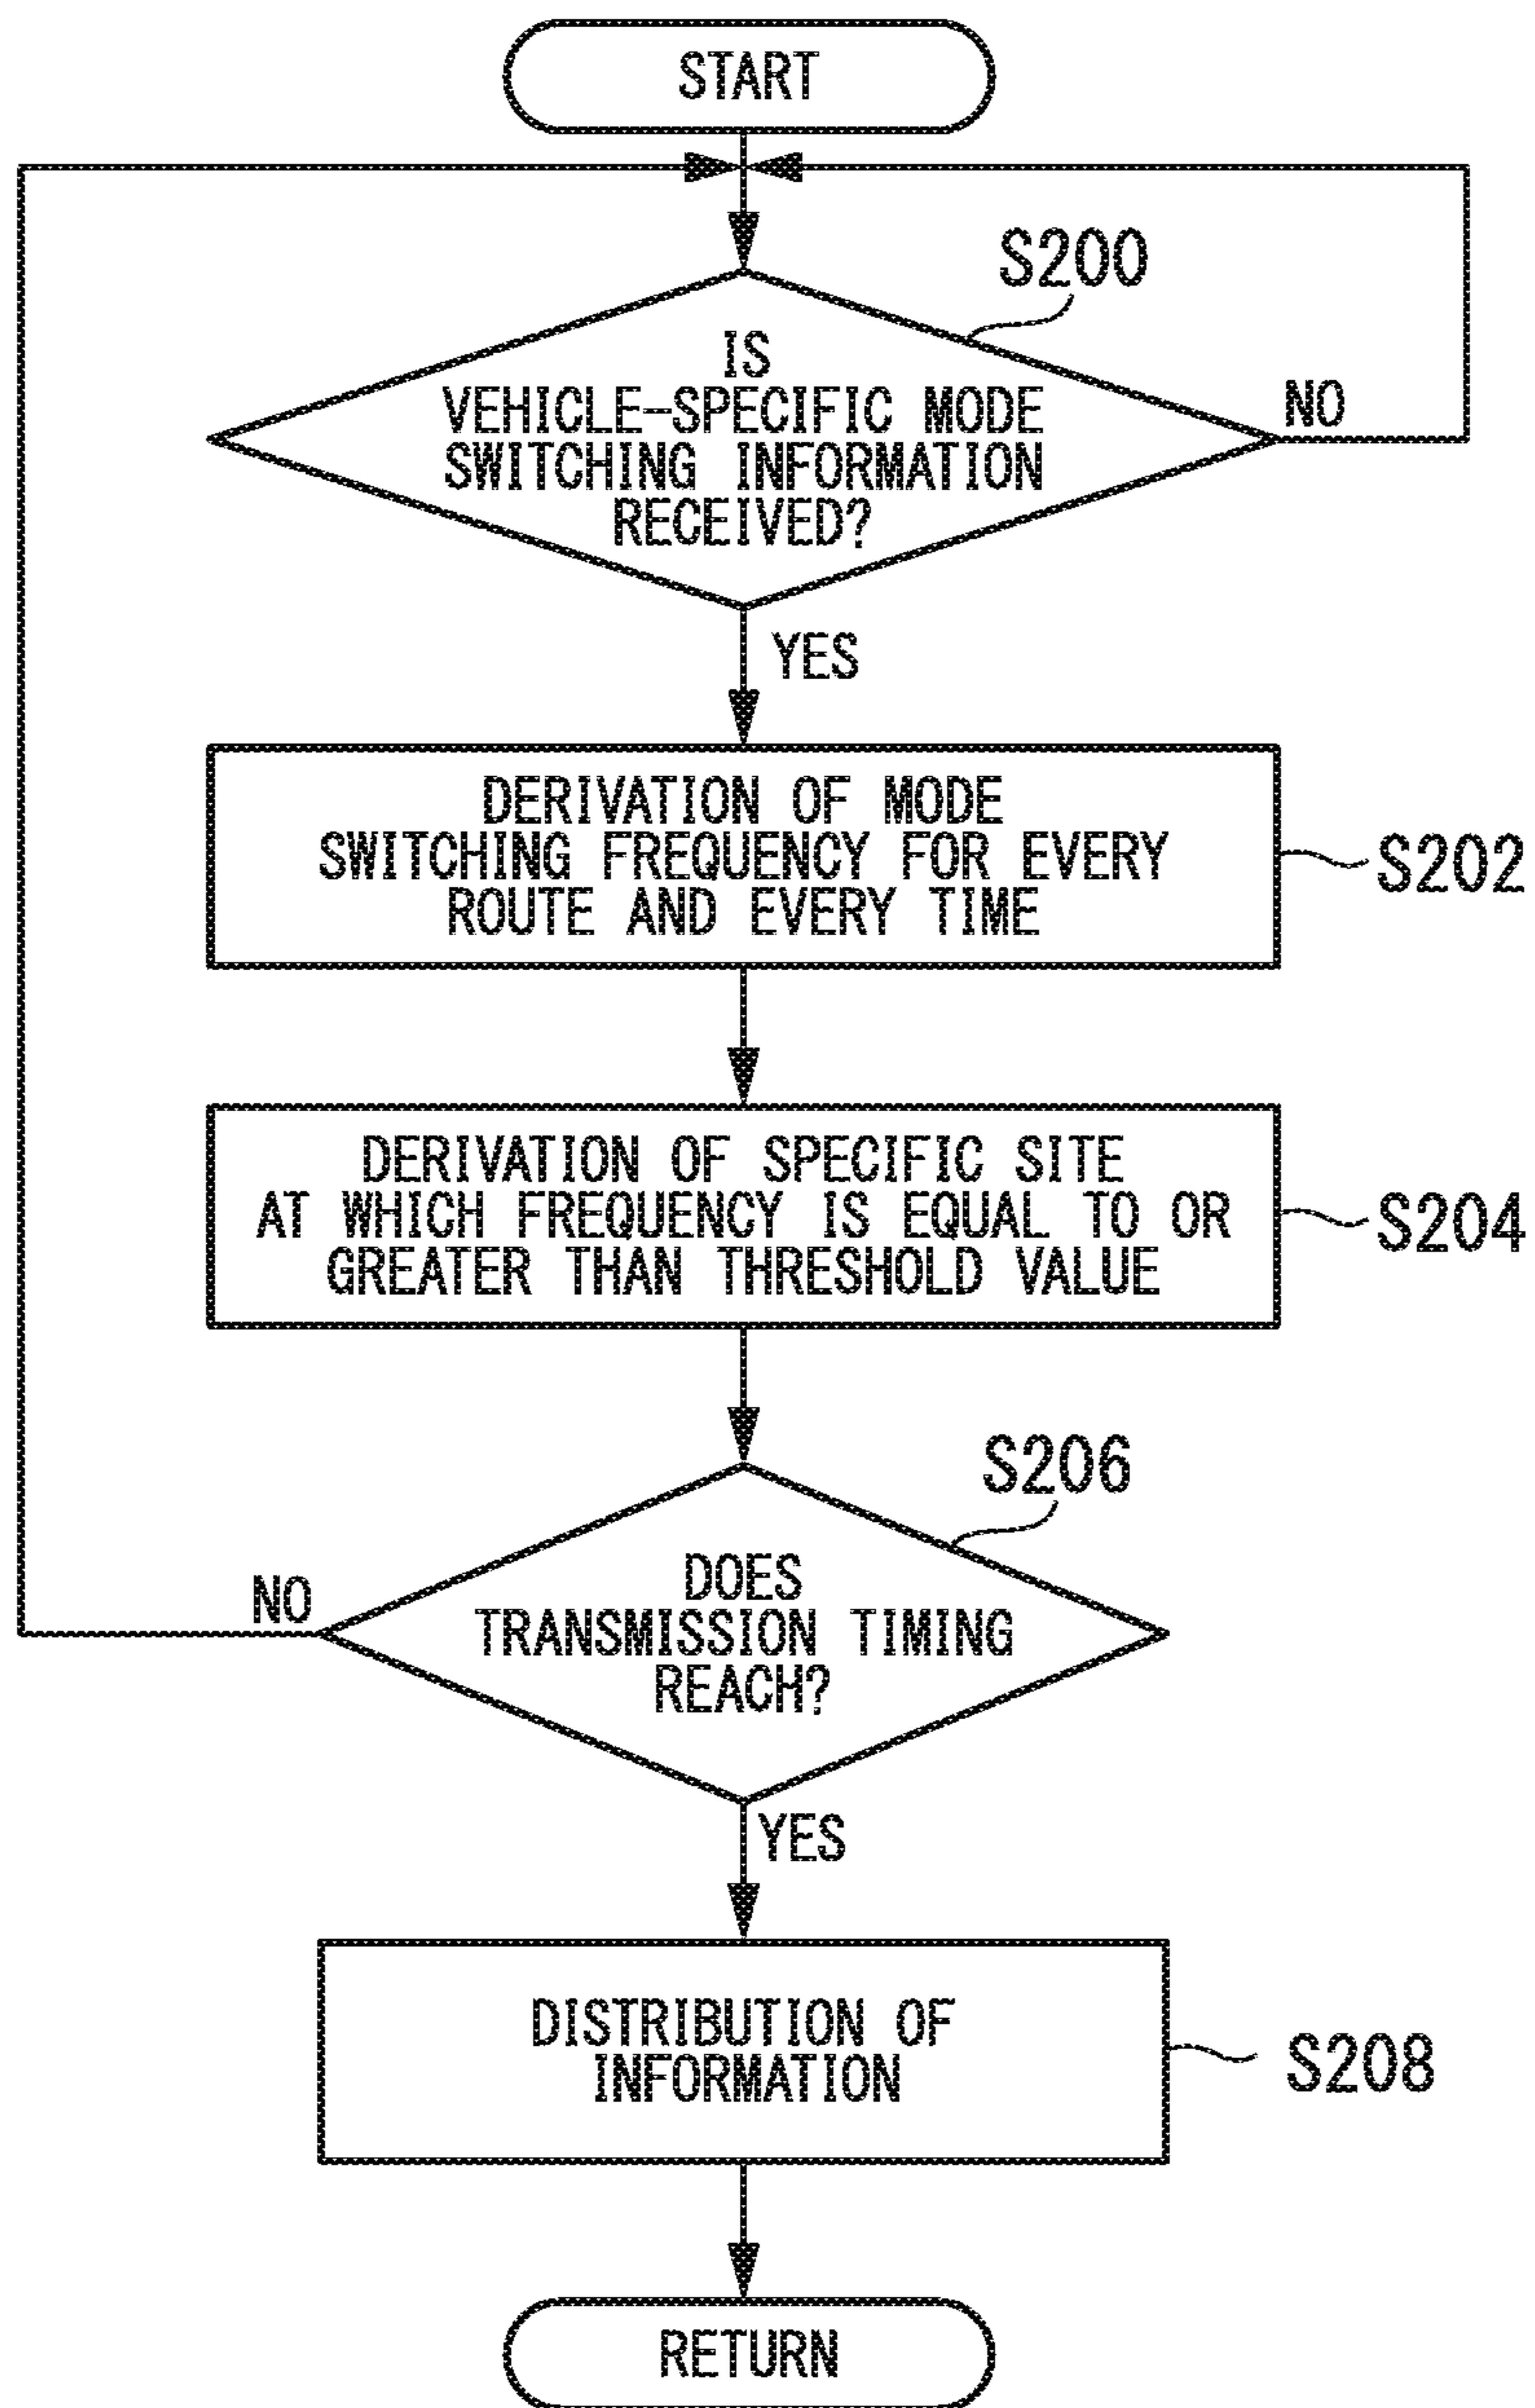 START
S200
IS
VEHICLE-SPECIFIC MODE
SWITCHING INFORMATION
RECEIVED?
NO
YES
DERIVATION OF MODE
SWITCHING FREQUENCY FOR EVERY
ROUTE AND EVERY TIME
S202
DERIVATION OF SPECIFIC SITE
AT WHICH FREQUENCY IS EQUAL TO OR
GREATER THAN THRESHOLD VALUE
S204
S206
DOES
TRANSMISSION TIMING
REACH?
NO
YES
DISTRIBUTION OF
INFORMATION
S208
RETURN